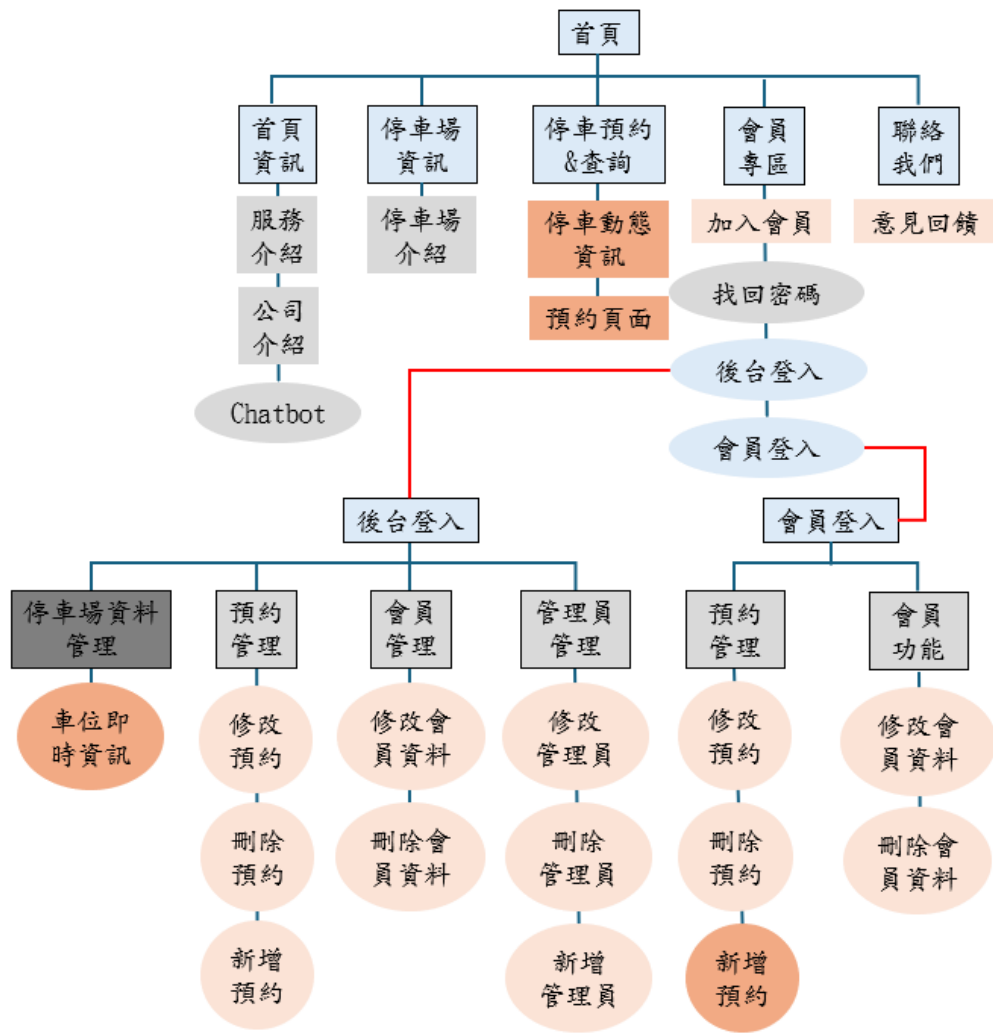 首頁
首頁
資訊
停車場
資訊
停車預約
&查詢
會員
專區
聯絡
我們
服務
介紹
公司
介紹
Chatbot
停車場
介紹
停車動態
資訊
預約頁面
加入會員
找回密碼
後台登入
會員登入
意見回饋
後台登入
會員登入
停車場資料
管理
車位即
時資訊
預約
管理
修改
預約
刪除
預約
新增
預約
會員
管理
修改會
員資料
刪除會
員資料
管理員
管理
修改
管理員
刪除
管理員
新增
管理員
預約
管理
修改
預約
刪除
預約
新增
預約
會員
功能
修改會
員資料
刪除會
員資料